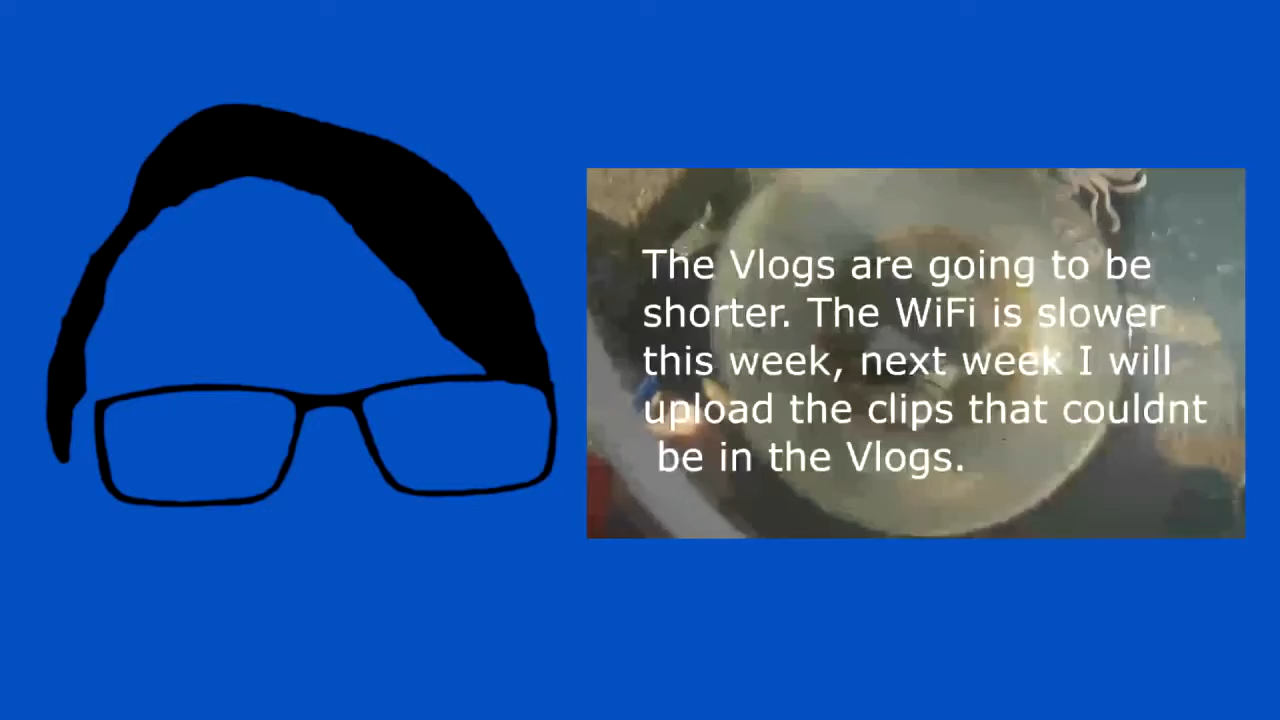 The Vlogs are going to be
shorter. The WiFi is slower
this week, next week I will
upload the clips that couldnt
be in the Vlogs.